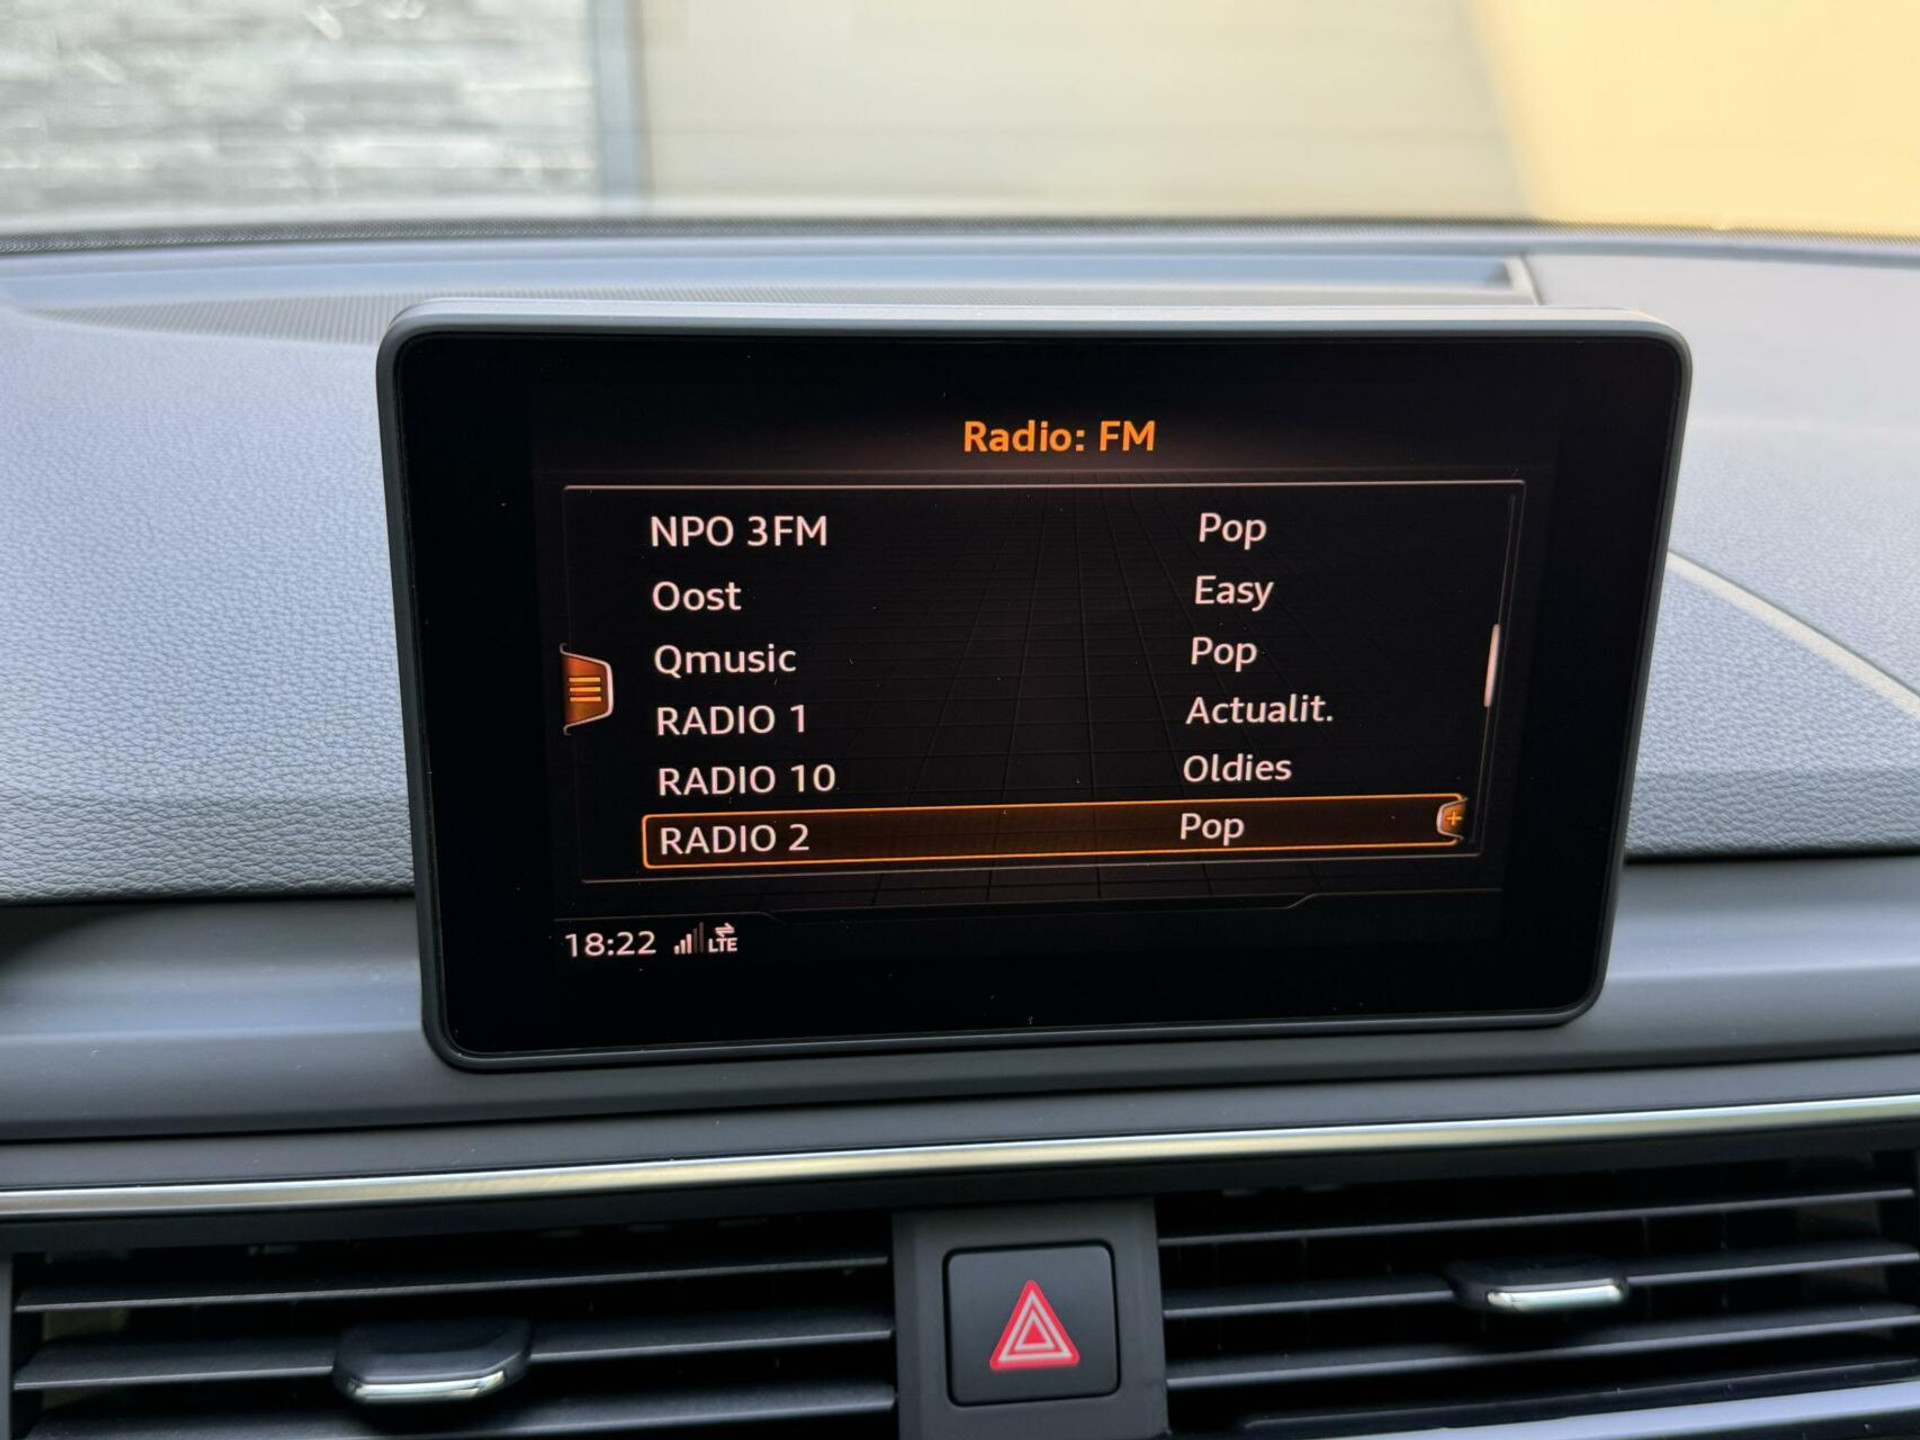 Radio: FM
NPO 3FM Pop
Oost Easy
Qmusic Pop
RADIO 1 Actualit.
RADIO 10 Oldies
RADIO 2 Pop
18:22 LTE